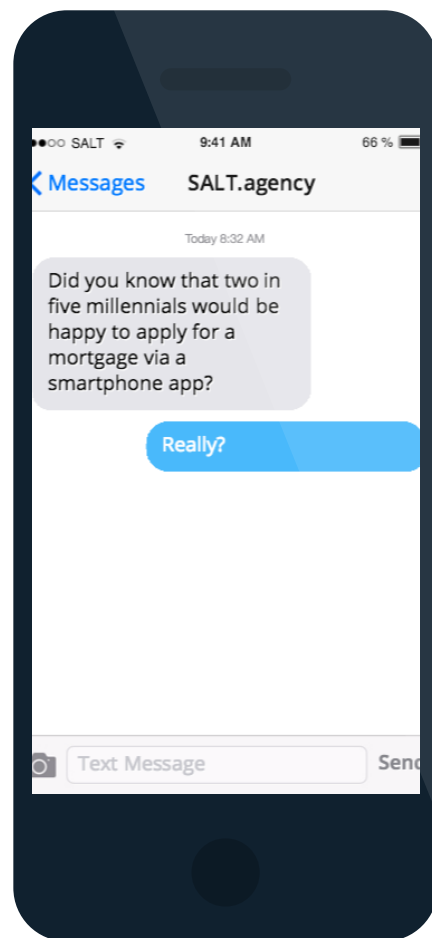 SALT 9:41 AM 66 %
Messages SALT.agency
Today 8:32 AM
Did you know that two in
five millennials would be
happy to apply for a
mortgage via a
smartphone app?
Really?
Text Message Send